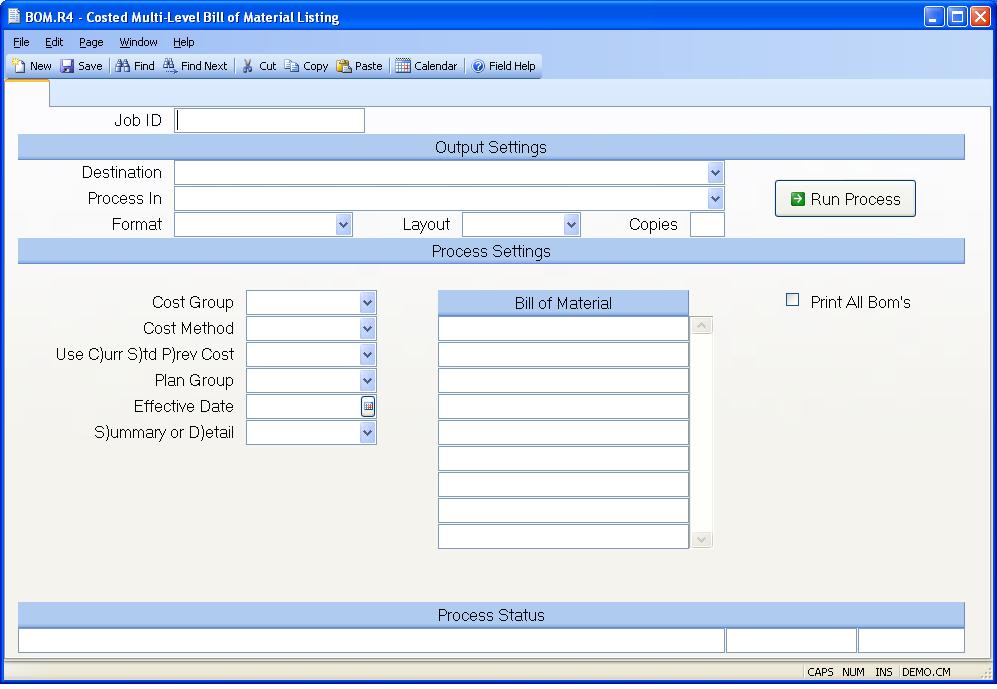 BOM.R4 - Costed Multi-Level Bill of Material Listing
File Edit Page Window Help
New Save Find Find Next Cut Copy Paste Calendar Field Help
Job ID
Output Settings
Destination
Process In
Run Process
Format Layout Copies
Process Settings
Cost Group
Bill of Material
Print All Bom's
Cost Method
Use C)urr S)td P)rev Cost
Plan Group
Effective Date
S)ummary or D)etail
Process Status
CAPS NUM INS DEMO.CM